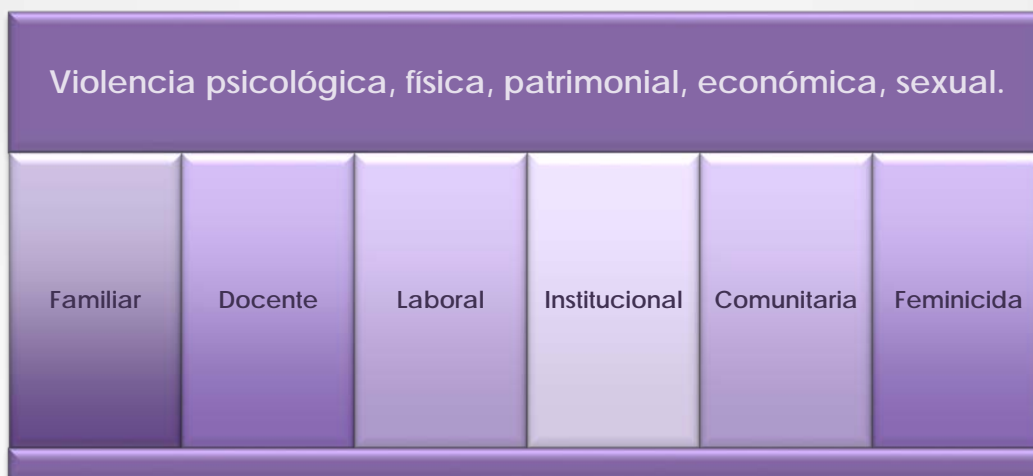 Violencia psicológica, física, patrimonial, económica, sexual.
Familiar
Docente
Laboral
Institucional
Comunitaria
Feminicida